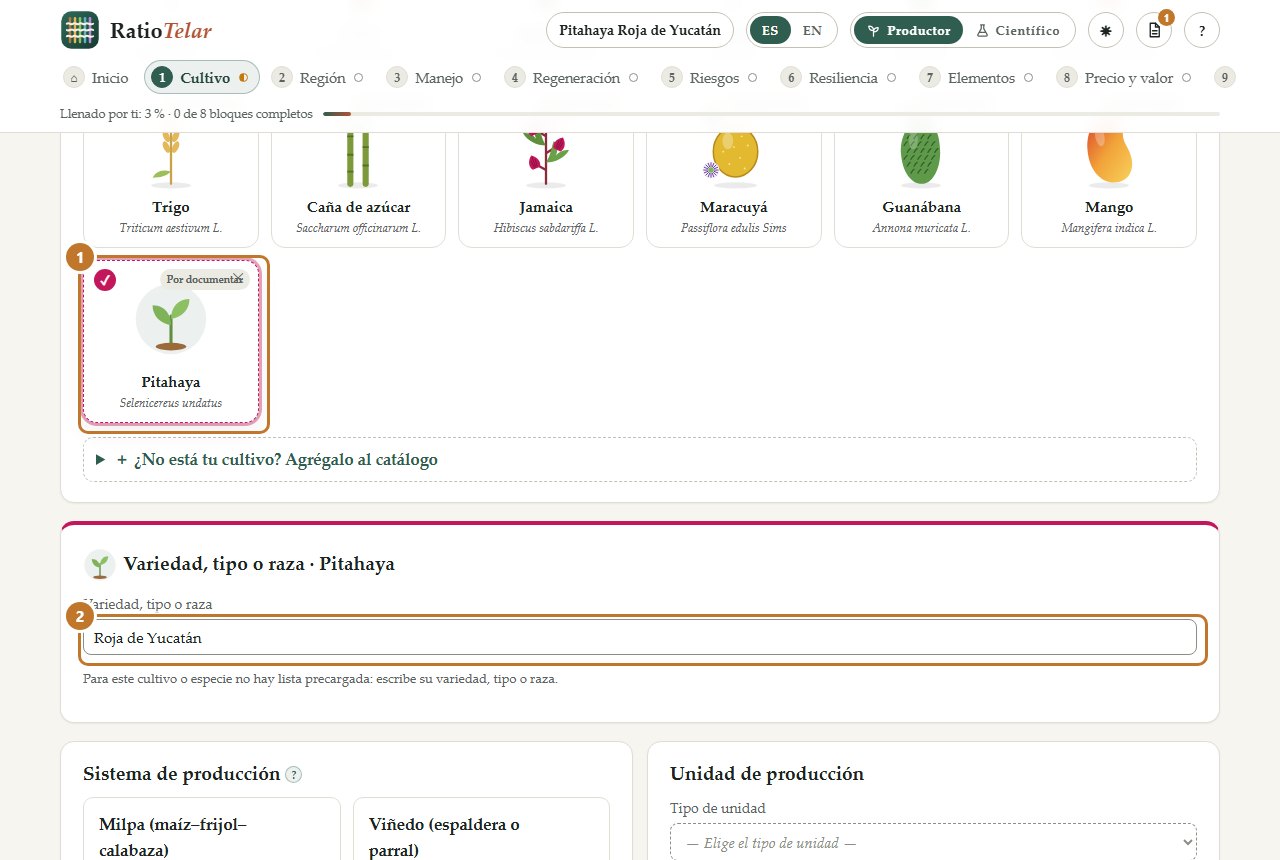 RatioTelar
Pitahaya Roja de Yucatán
ES EN
Productor Científico
1
?
Inicio
1 Cultivo
2 Región
3 Manejo
4 Regeneración
5 Riesgos
6 Resiliencia
7 Elementos
8 Precio y valor
9
Llenado por ti: 3 % · 0 de 8 bloques completos
Trigo
Triticum aestivum L.
Caña de azúcar
Saccharum officinarum L.
Jamaica
Hibiscus sabdariffa L.
Maracuyá
Passiflora edulis Sims
Guanábana
Annona muricata L.
Mango
Mangifera indica L.
1
Por documentar
Pitahaya
Selenicereus undatus
+ ¿No está tu cultivo? Agrégalo al catálogo
Variedad, tipo o raza · Pitahaya
Variedad, tipo o raza
2
Roja de Yucatán
Para este cultivo o especie no hay lista precargada: escribe su variedad, tipo o raza.
Sistema de producción ?
Milpa (maíz–frijol–
calabaza)
Viñedo (espaldera o
parral)
Unidad de producción
Tipo de unidad
— Elige el tipo de unidad —